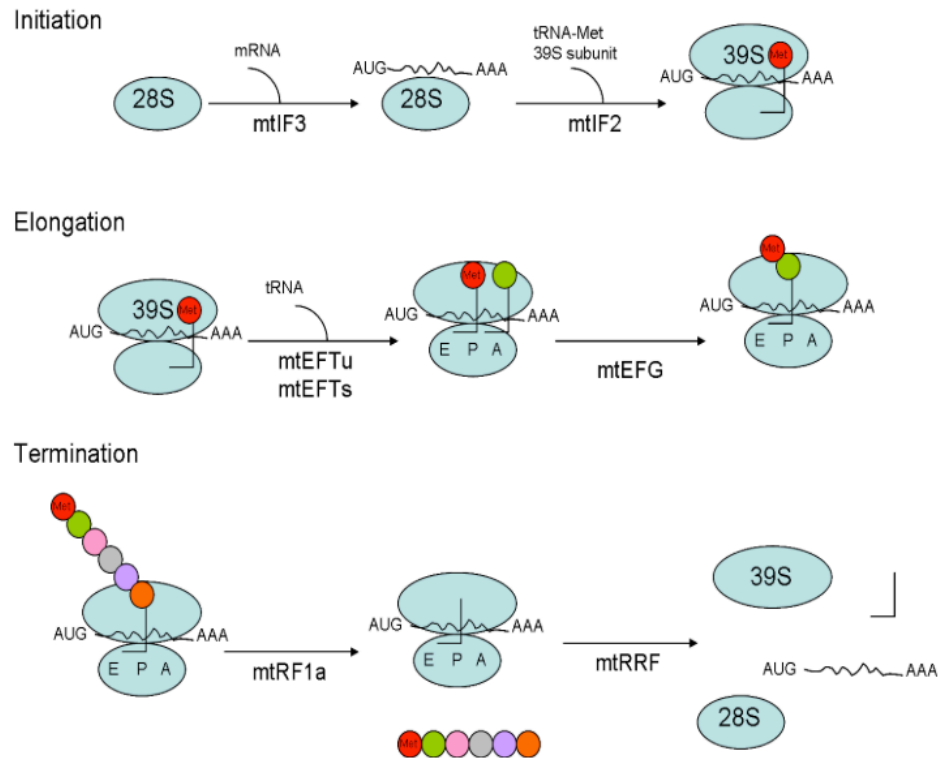 Initiation
mRNA
tRNA-Met
39S subunit
28S
mtIF3
AUG
AAA
28S
mtIF2
39S
Met
AUG
AAA
Elongation
39S
Met
AUG
AAA
tRNA
mtEFTu
mtEFTs
Met
AUG
AAA
E P A
mtEFG
Met
AUG
AAA
E P A
Termination
Met
AUG
AAA
E P A
mtRF1a
AUG
AAA
E P A
Met
mtRRF
39S
AUG
AAA
28S